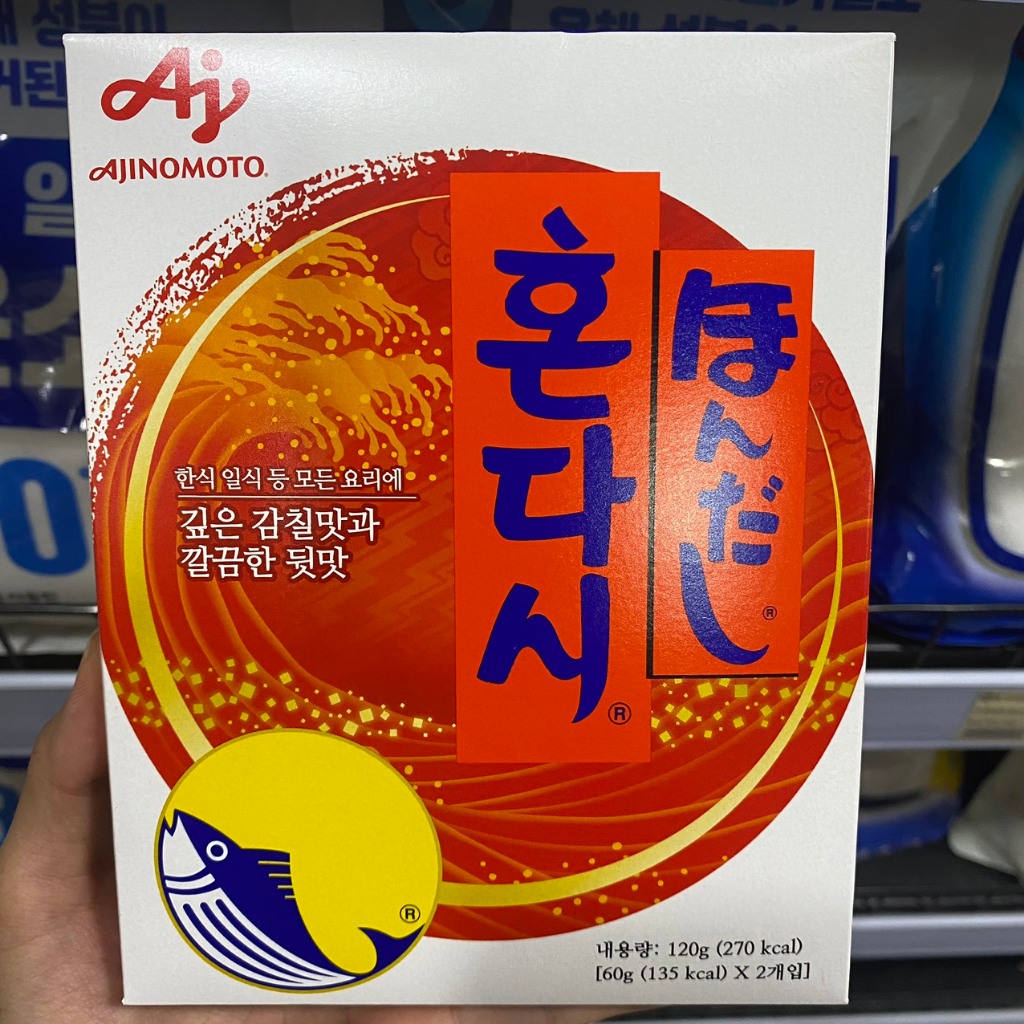 Aj
AJINOMOTO®
혼다시®
ほんだし®
한식 일식 등 모든 요리에
깊은 감칠맛과
깔끔한 뒷맛
®
내용량: 120g (270 kcal)
[60g (135 kcal) X 2개입]